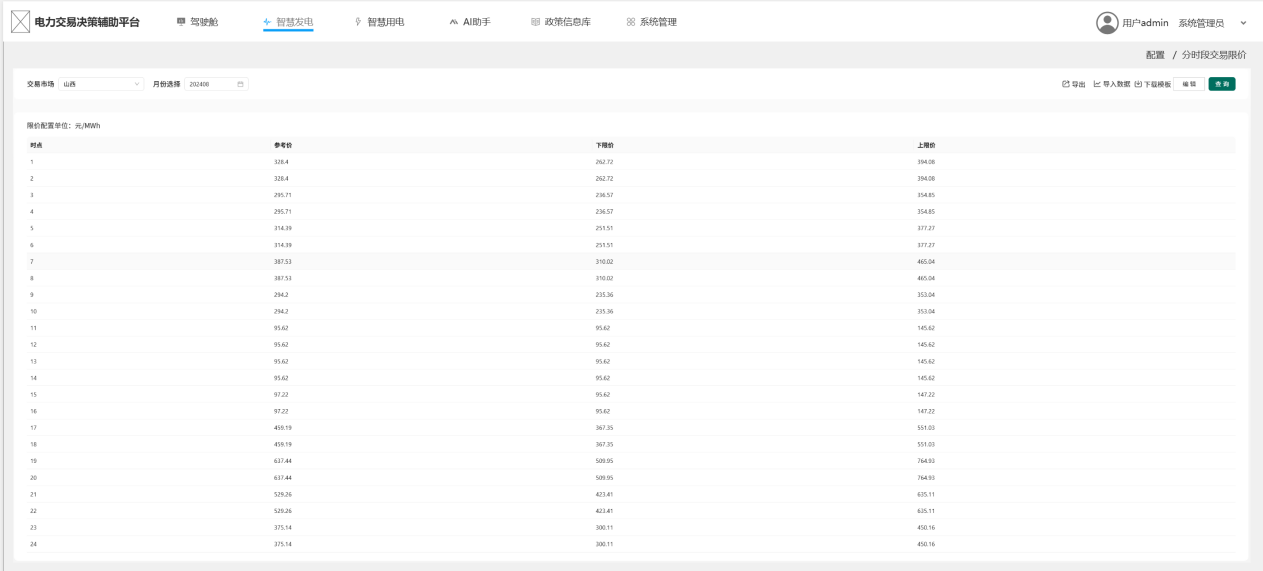 电力交易决策辅助平台 驾驶舱 智慧发电 智慧用电 AI助手 政策信息库 系统管理 用户admin 系统管理员
配置 / 分时段交易限价
交易市场 山西 月份选择 202408 导出 导入数据 下载模板 编辑 查询
限价配置单位：元/MWh
时点 参考价 下限价 上限价
1 328.4 262.72 394.08
2 328.4 262.72 394.08
3 295.71 236.57 354.85
4 295.71 236.57 354.85
5 314.39 251.51 377.27
6 314.39 251.51 377.27
7 387.53 310.02 465.04
8 387.53 310.02 465.04
9 294.2 235.36 353.04
10 294.2 235.36 353.04
11 95.62 95.62 145.62
12 95.62 95.62 145.62
13 95.62 95.62 145.62
14 95.62 95.62 145.62
15 97.22 95.62 147.22
16 97.22 95.62 147.22
17 459.19 367.35 551.03
18 459.19 367.35 551.03
19 637.44 509.95 764.93
20 637.44 509.95 764.93
21 529.26 423.41 635.11
22 529.26 423.41 635.11
23 375.14 300.11 450.16
24 375.14 300.11 450.16